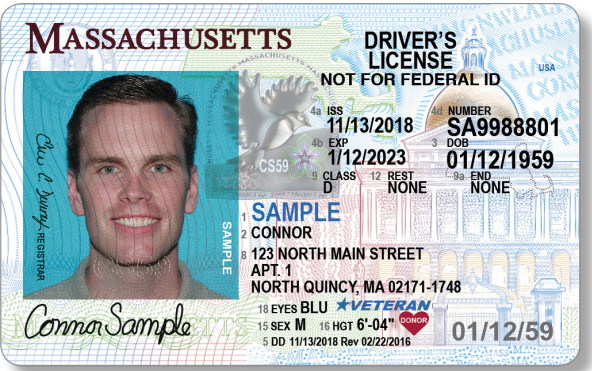 MASSACHUSETTS
DRIVER'S
LICENSE
NOT FOR FEDERAL ID
USA
4a ISS
11/13/2018
4d NUMBER
SA9988801
4b EXP
1/12/2023
3 DOB
01/12/1959
9 CLASS
D
12 REST
NONE
9a END
NONE
CS59
1 SAMPLE
2 CONNOR
8 123 NORTH MAIN STREET
APT. 1
NORTH QUINCY, MA 02171-1748
18 EYES BLU
VETERAN
15 SEX M 16 HGT 6'-04"
DONOR
5 DD 11/13/2018 Rev 02/22/2016
01/12/59
REGISTRAR
SAMPLE
Connor Sample